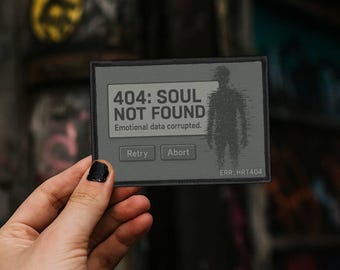 404: SOUL
NOT FOUND
Emotional data corrupted.
Retry
Abort
ERR_HRT404